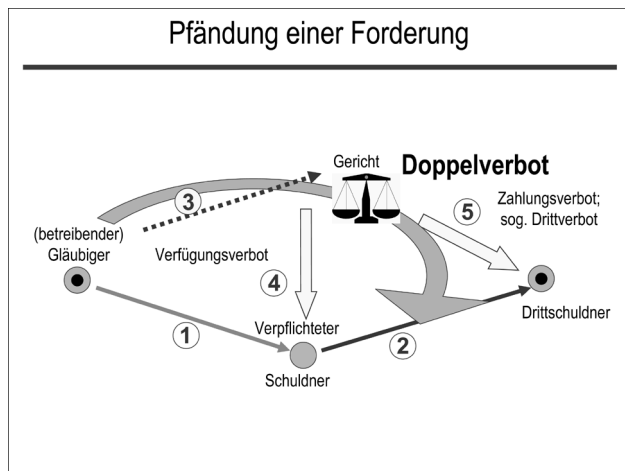 Pfändung einer Forderung
Gericht
Doppelverbot
3
5
Zahlungsverbot;
sog. Drittverbot
(betreibender)
Gläubiger
Verfügungsverbot
4
Drittschuldner
1
Verpflichteter
2
Schuldner